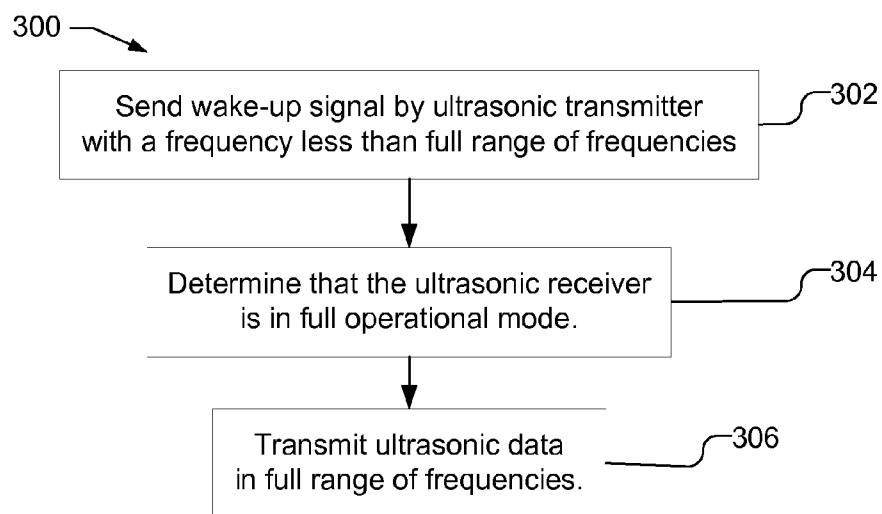 300
Send wake-up signal by ultrasonic transmitter
with a frequency less than full range of frequencies
302
Determine that the ultrasonic receiver
is in full operational mode.
304
Transmit ultrasonic data
in full range of frequencies.
306